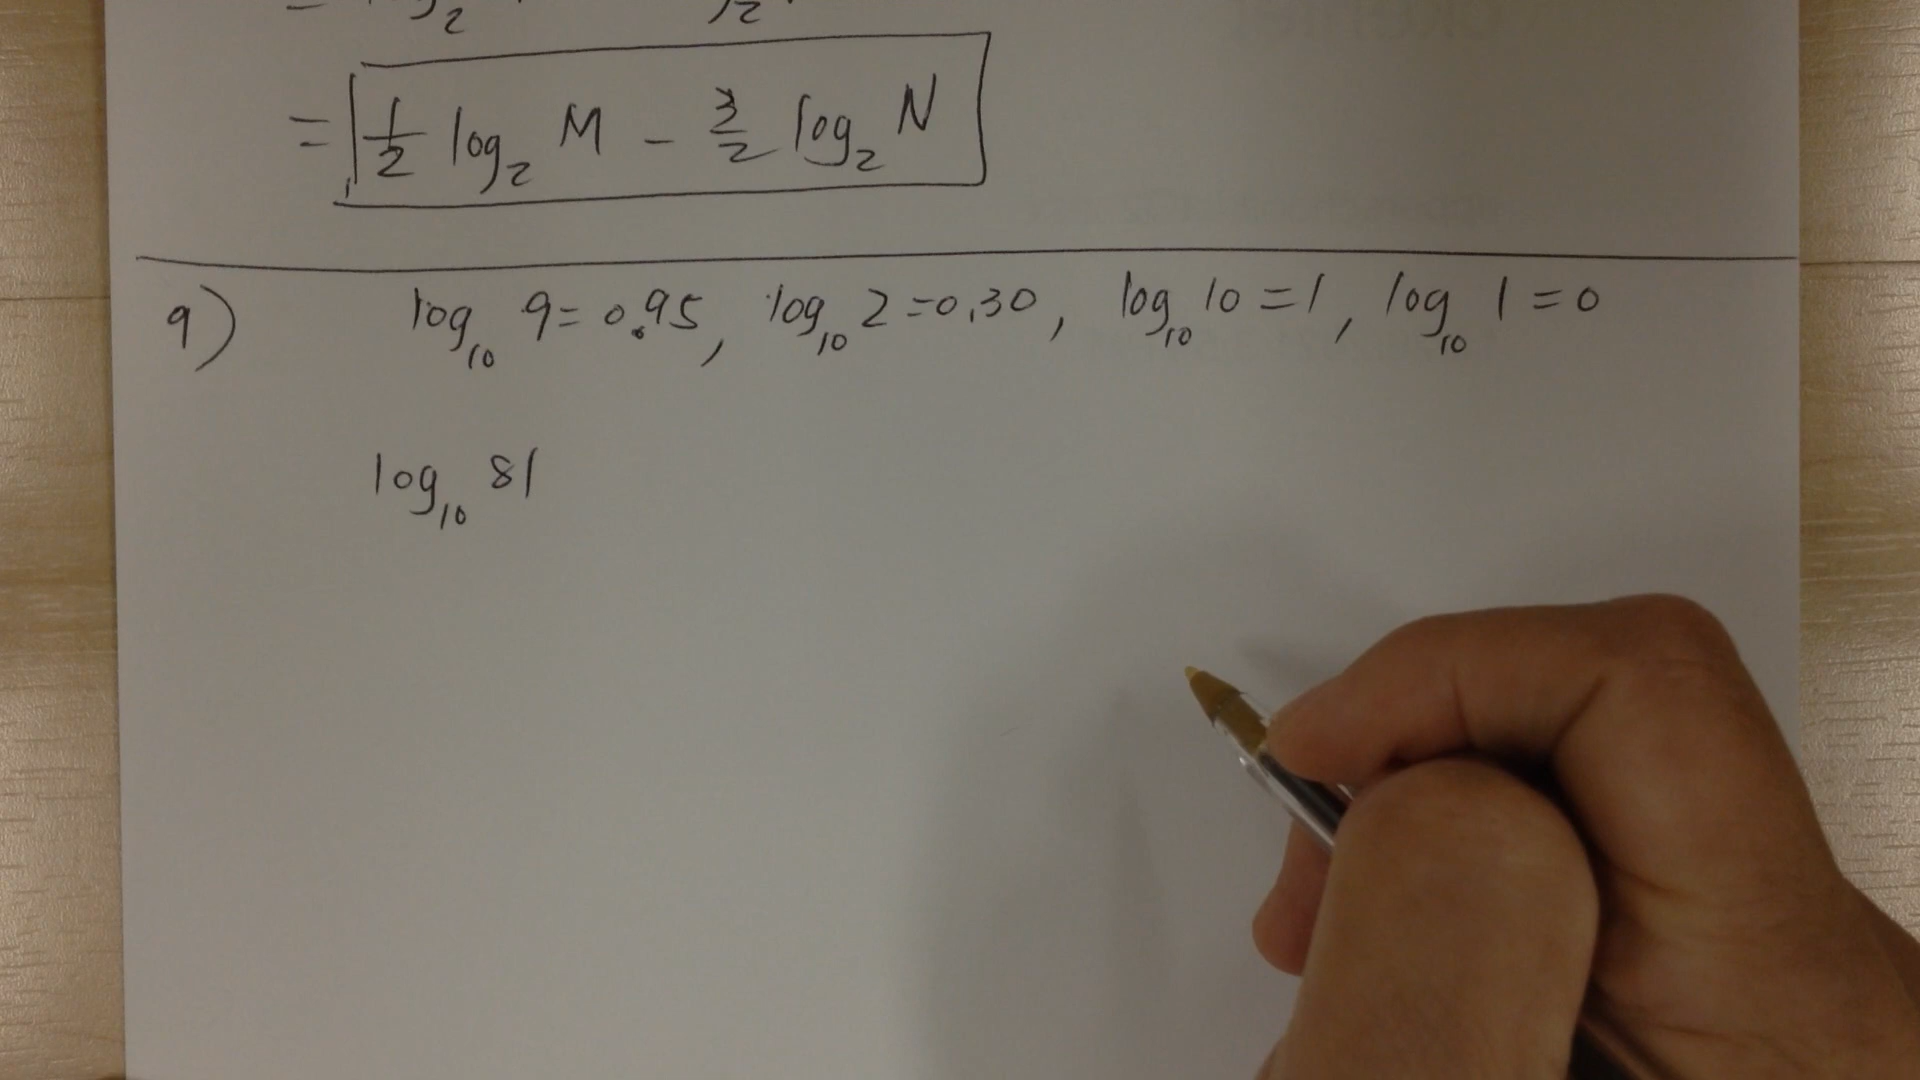 = 1/2 log₂ M - 3/2 log₂ N
9) log₁₀ 9 = 0.95, log₁₀ 2 = 0.30, log₁₀ 10 = 1, log₁₀ 1 = 0
log₁₀ 81